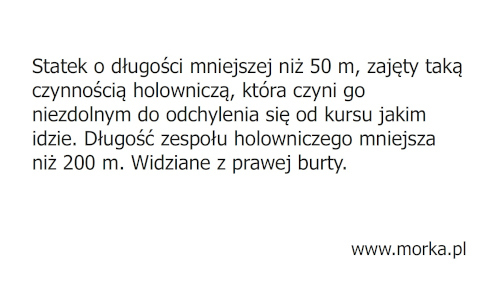 Statek o długości mniejszej niż 50 m, zajęty taką
czynnością holowniczą, która czyni go
niezdolnym do odchylenia się od kursu jakim
idzie. Długość zespołu holowniczego mniejsza
niż 200 m. Widziane z prawej burty.
www.morka.pl